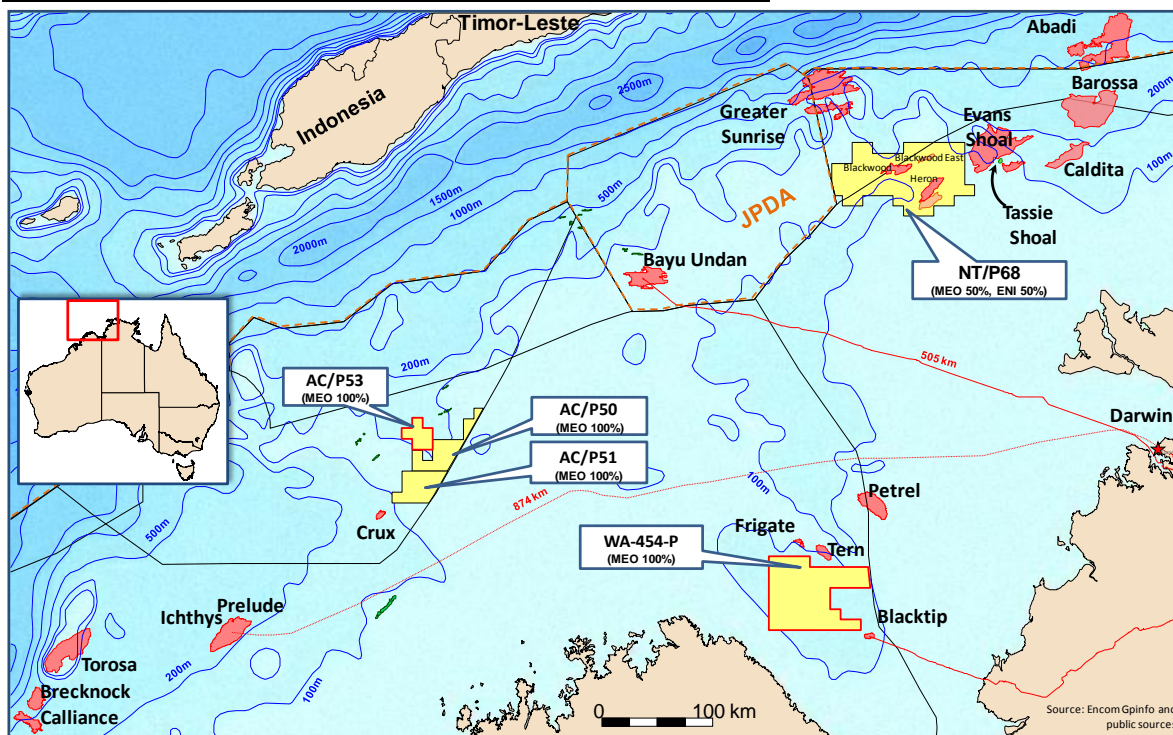 Timor-Leste
Indonesia
Abadi
Barossa
Greater
Sunrise
Evans
Shoal
Caldita
Tassie
Shoal
Blackwood
Blackwood East
Heron
2500m
1500m
1000m
2000m
500m
200m
100m
JPDA
NT/P68
(MEO 50%, ENI 50%)
Bayu Undan
200m
505 km
Darwin
AC/P53
(MEO 100%)
AC/P50
(MEO 100%)
AC/P51
(MEO 100%)
874 km
100m
Petrel
Crux
500m
Frigate
Tern
WA-454-P
(MEO 100%)
Blacktip
Prelude
Ichthys
Torosa
Brecknock
Calliance
200m
100m
0 100 km
Source: Encom Gpinfo and
public sources